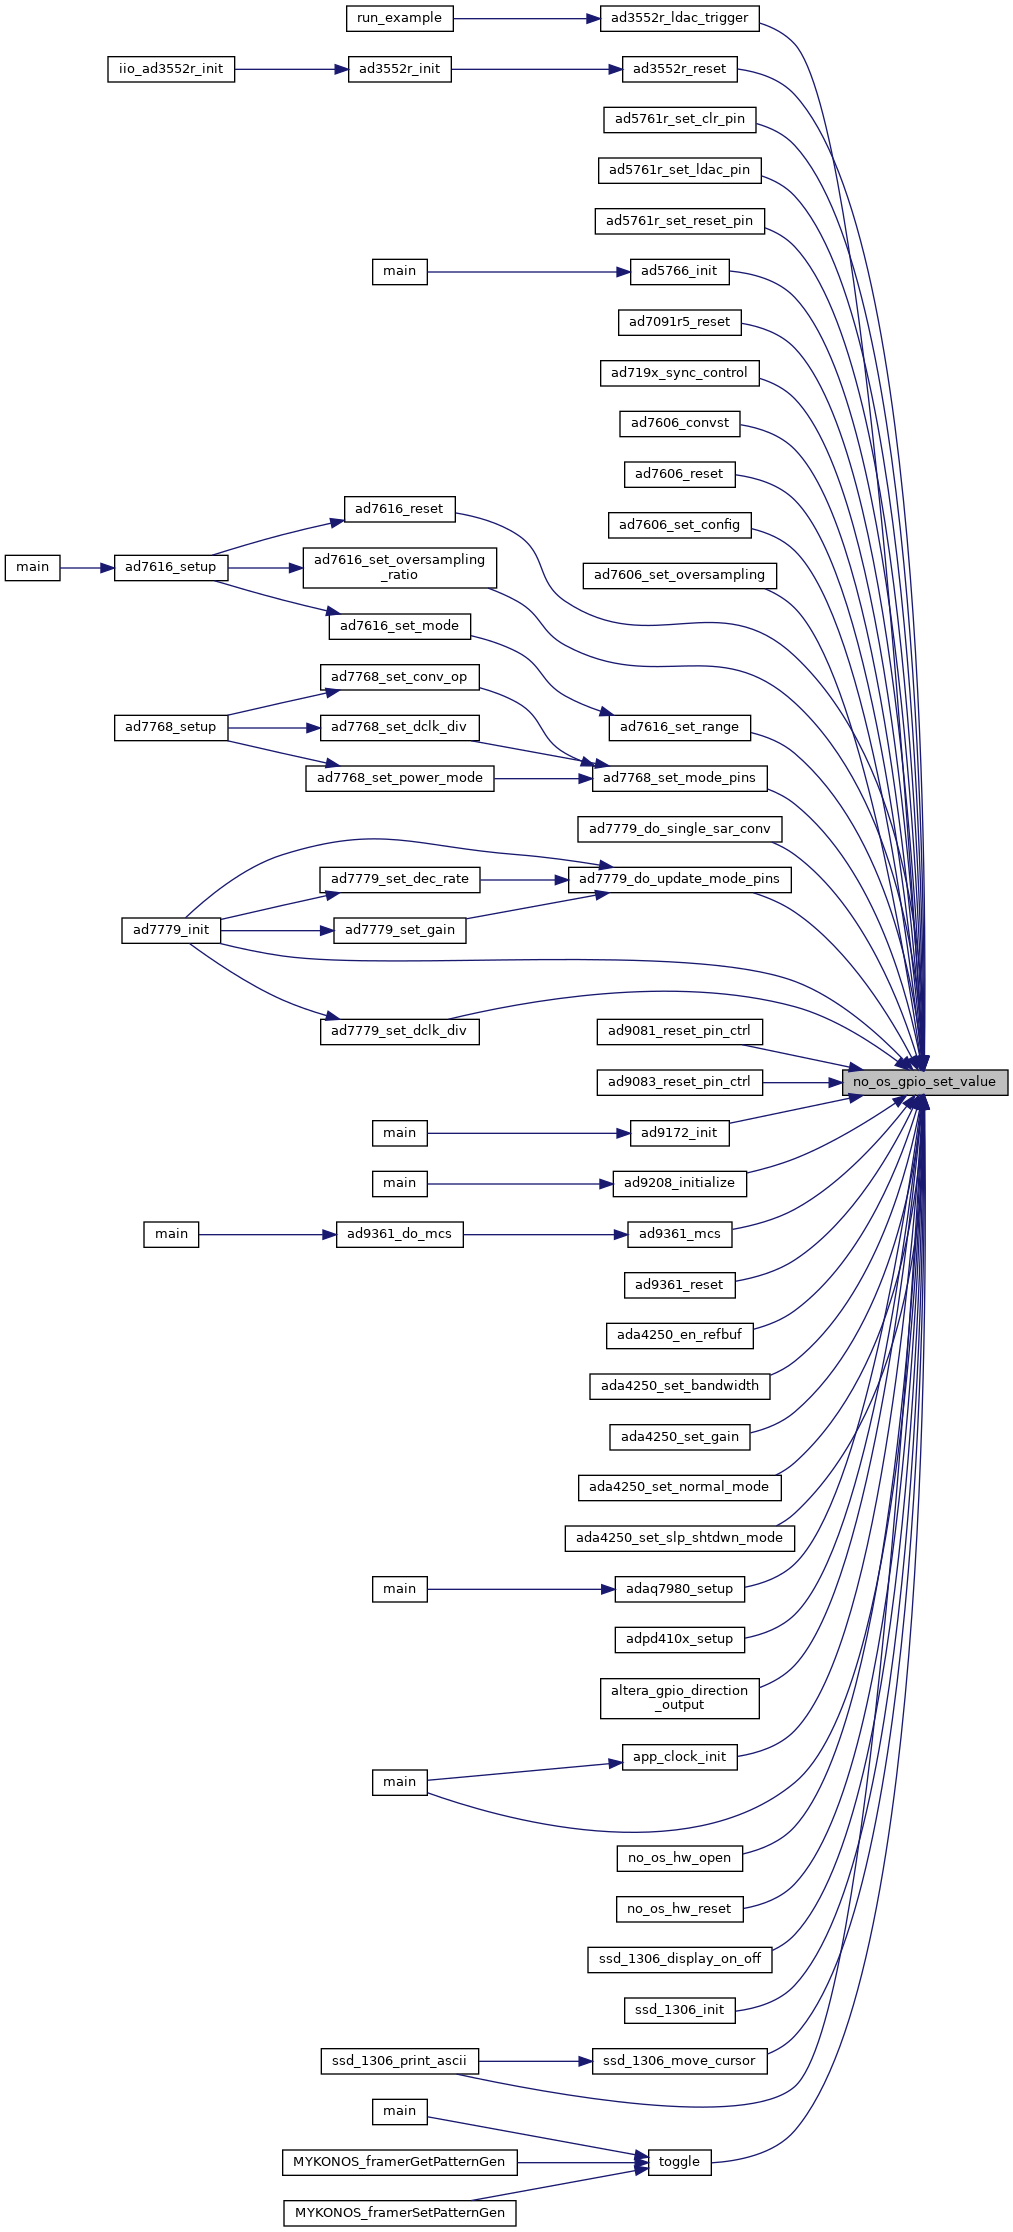 run_example
ad3552r_ldac_trigger
iio_ad3552r_init
ad3552r_init
ad3552r_reset
ad5761r_set_clr_pin
ad5761r_set_ldac_pin
ad5761r_set_reset_pin
main
ad5766_init
ad7091r5_reset
ad719x_sync_control
ad7606_convst
ad7606_reset
ad7616_reset
ad7606_set_config
main
ad7616_setup
ad7616_set_oversampling
_ratio
ad7606_set_oversampling
ad7616_set_mode
ad7768_set_conv_op
ad7768_setup
ad7768_set_dclk_div
ad7616_set_range
ad7768_set_power_mode
ad7768_set_mode_pins
ad7779_do_single_sar_conv
ad7779_set_dec_rate
ad7779_do_update_mode_pins
ad7779_init
ad7779_set_gain
ad7779_set_dclk_div
ad9081_reset_pin_ctrl
ad9083_reset_pin_ctrl
no_os_gpio_set_value
main
ad9172_init
main
ad9208_initialize
main
ad9361_do_mcs
ad9361_mcs
ad9361_reset
ada4250_en_refbuf
ada4250_set_bandwidth
ada4250_set_gain
ada4250_set_normal_mode
ada4250_set_slp_shtdwn_mode
main
adaq7980_setup
adpd410x_setup
altera_gpio_direction
_output
app_clock_init
main
no_os_hw_open
no_os_hw_reset
ssd_1306_display_on_off
ssd_1306_init
ssd_1306_print_ascii
ssd_1306_move_cursor
main
MYKONOS_framerGetPatternGen
toggle
MYKONOS_framerSetPatternGen